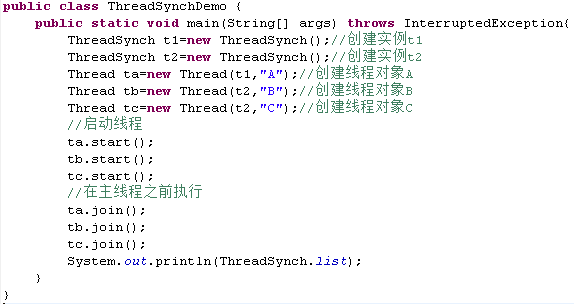 public class ThreadSynchDemo {
    public static void main(String[] args) throws InterruptedException{
        ThreadSynch t1=new ThreadSynch();//创建实例t1
        ThreadSynch t2=new ThreadSynch();//创建实例t2
        Thread ta=new Thread(t1,"A");//创建线程对象A
        Thread tb=new Thread(t2,"B");//创建线程对象B
        Thread tc=new Thread(t2,"C");//创建线程对象C
        //启动线程
        ta.start();
        tb.start();
        tc.start();
        //在主线程之前执行
        ta.join();
        tb.join();
        tc.join();
        System.out.println(ThreadSynch.list);
    }
}